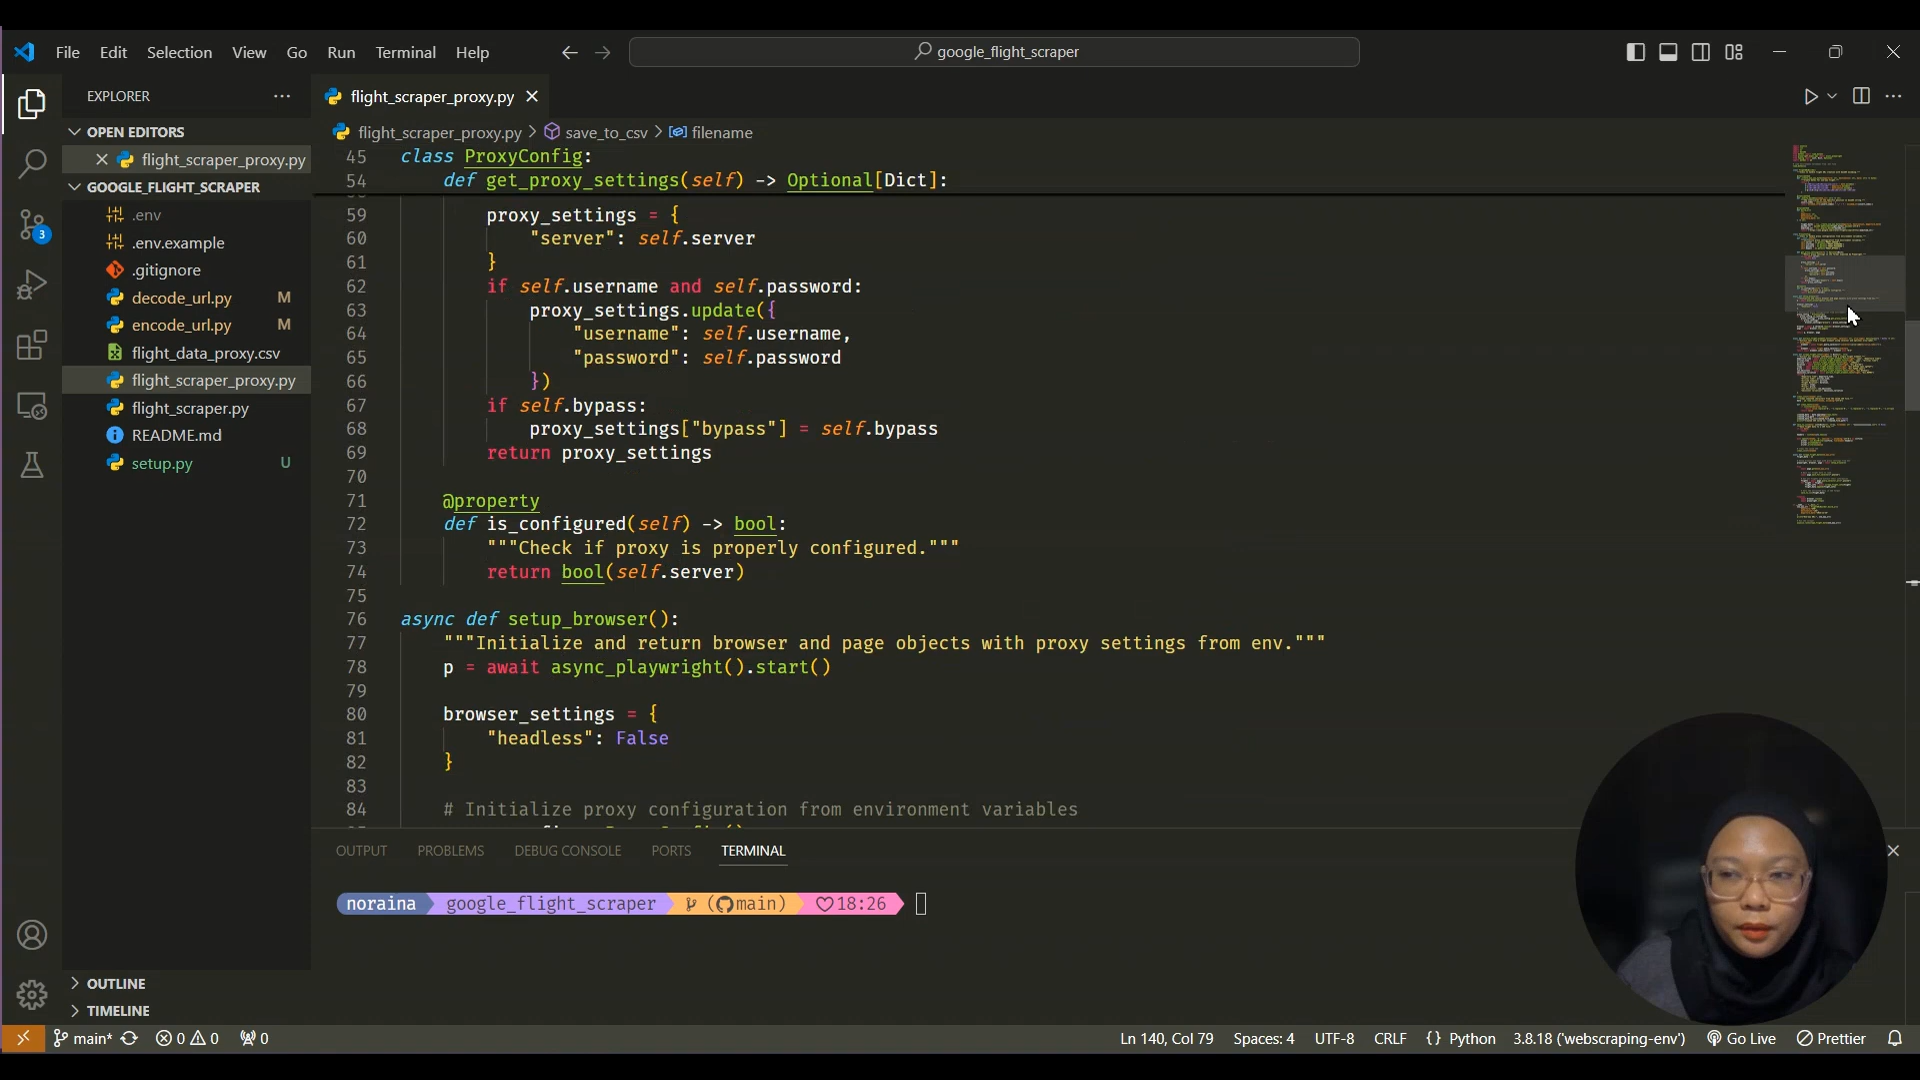 File Edit Selection View Go Run Terminal Help
google_flight_scraper
EXPLORER
flight_scraper_proxy.py
OPEN EDITORS
flight_scraper_proxy.py
GOOGLE_FLIGHT_SCRAPER
.env
.env.example
.gitignore
decode_url.py M
encode_url.py M
flight_data_proxy.csv
flight_scraper_proxy.py
flight_scraper.py
README.md
setup.py U
OUTLINE
TIMELINE
flight_scraper_proxy.py > save_to_csv > filename
45 class ProxyConfig:
54 def get_proxy_settings(self) -> Optional[Dict]:
59 proxy_settings = {
60 "server": self.server
61 }
62 if self.username and self.password:
63 proxy_settings.update({
64 "username": self.username,
65 "password": self.password
66 })
67 if self.bypass:
68 proxy_settings["bypass"] = self.bypass
69 return proxy_settings
70
71 @property
72 def is_configured(self) -> bool:
73 """Check if proxy is properly configured."""
74 return bool(self.server)
75
76 async def setup_browser():
77 """Initialize and return browser and page objects with proxy settings from env."""
78 p = await async_playwright().start()
79
80 browser_settings = {
81 "headless": False
82 }
83
84 # Initialize proxy configuration from environment variables
OUTPUT PROBLEMS DEBUG CONSOLE PORTS TERMINAL
noraina google_flight_scraper (main) ♡18:26
3
main* 0 0 0 Ln 140, Col 79 Spaces: 4 UTF-8 CRLF {} Python 3.8.18 ('webscraping-env') Go Live Prettier